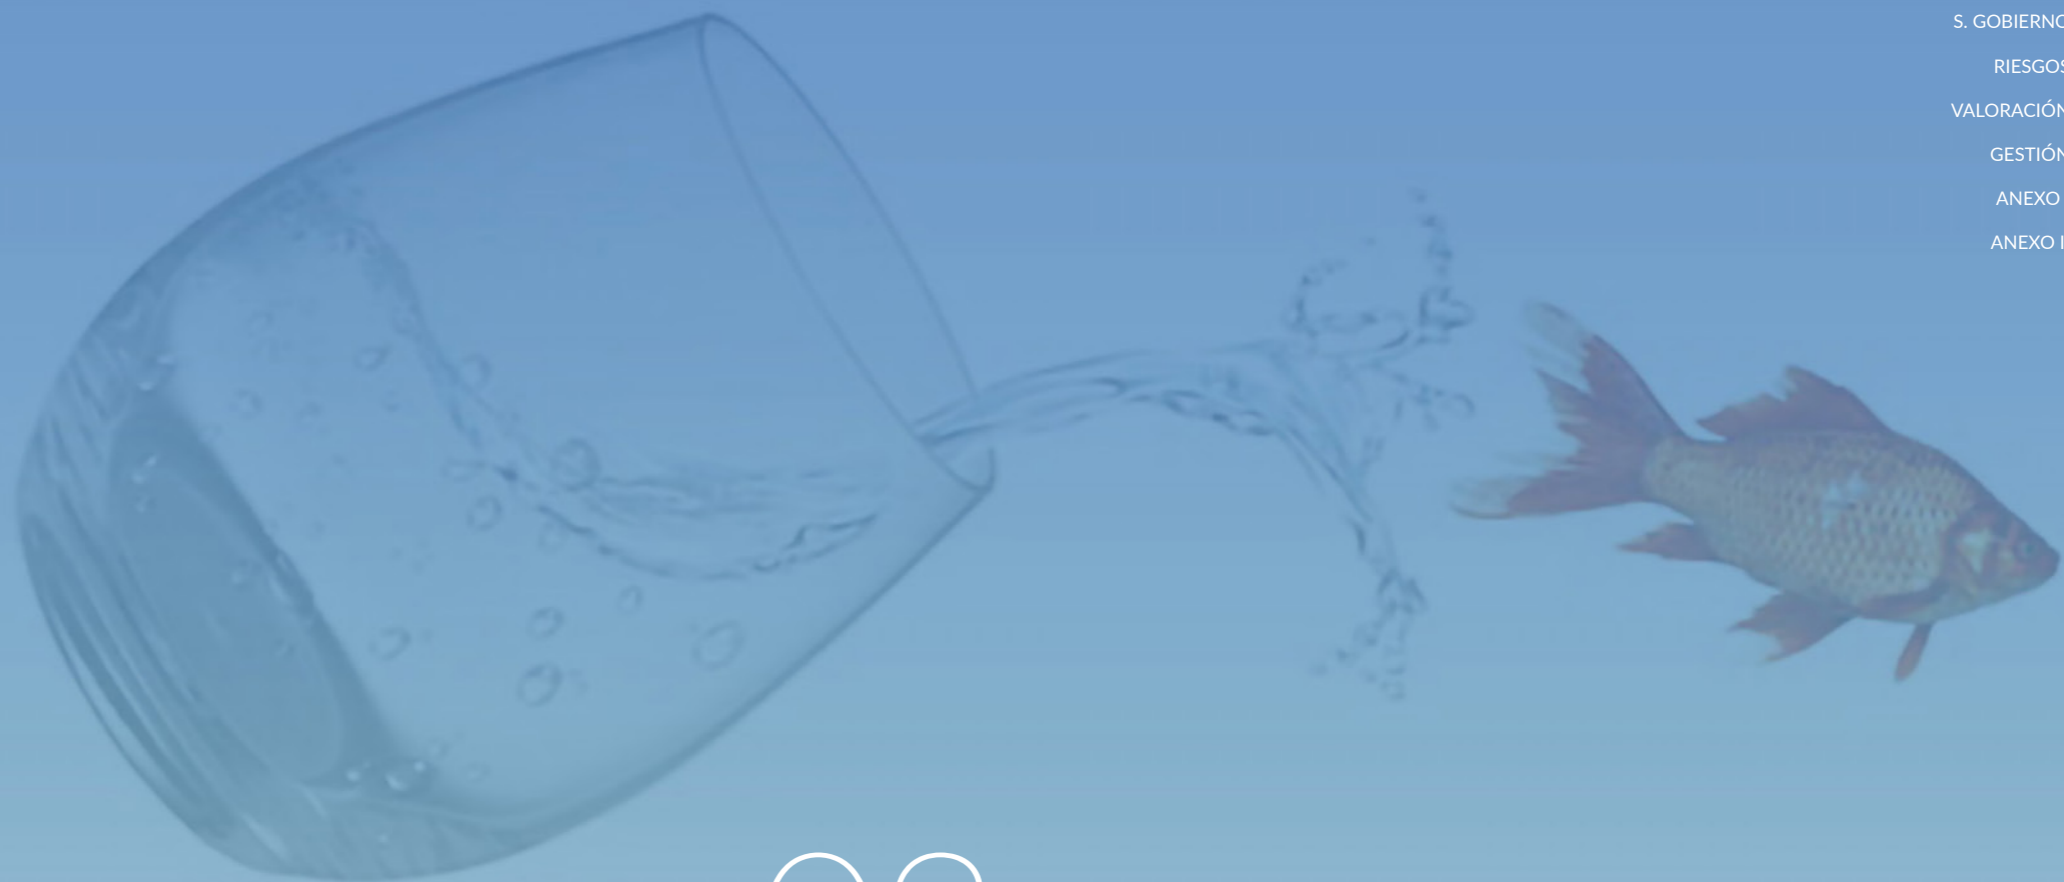 S. GOBIERNO
RIESGOS
VALORACIÓN
GESTIÓN
ANEXO
ANEXO I